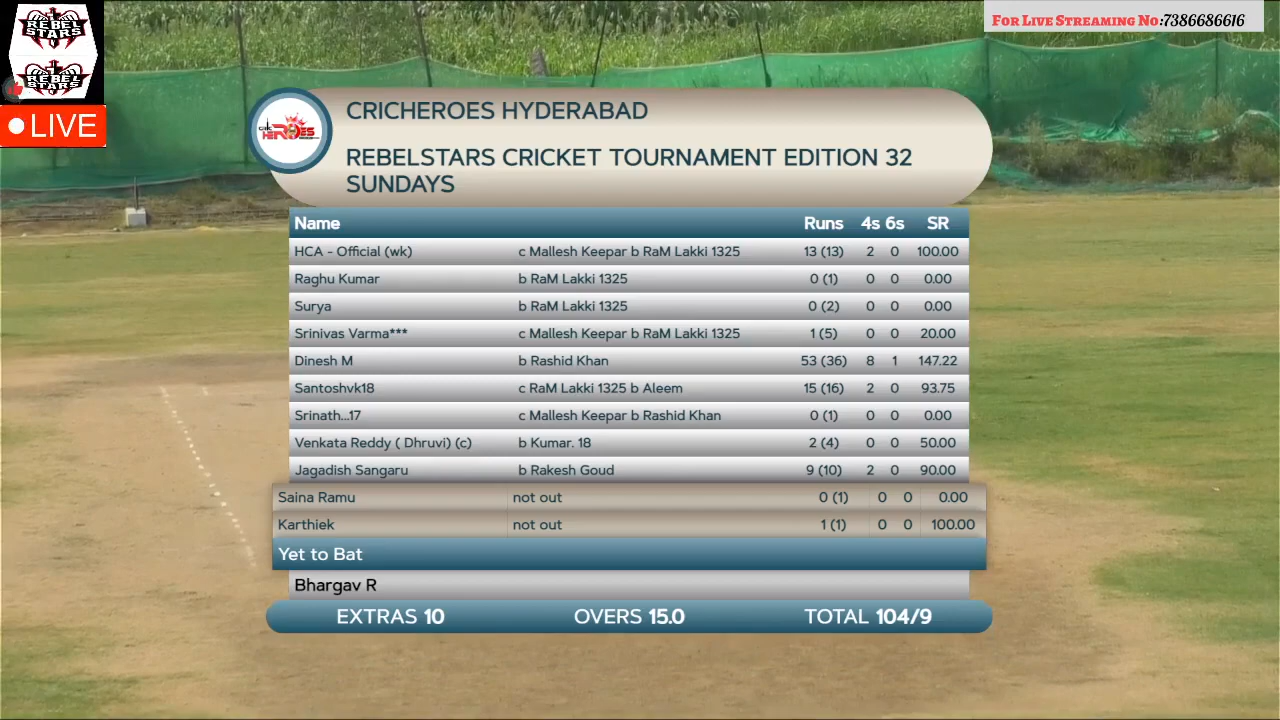 REBEL
STARS
REBEL
STARS
LIVE
For Live Streaming No:7386686616
HEROES
CRICHEROES HYDERABAD
REBELSTARS CRICKET TOURNAMENT EDITION 32
SUNDAYS
Name Runs 4s 6s SR
HCA - Official (wk) c Mallesh Keepar b RaM Lakki 1325 13 (13) 2 0 100.00
Raghu Kumar b RaM Lakki 1325 0 (1) 0 0 0.00
Surya b RaM Lakki 1325 0 (2) 0 0 0.00
Srinivas Varma*** c Mallesh Keepar b RaM Lakki 1325 1 (5) 0 0 20.00
Dinesh M b Rashid Khan 53 (36) 8 1 147.22
Santoshvk18 c RaM Lakki 1325 b Aleem 15 (16) 2 0 93.75
Srinath...17 c Mallesh Keepar b Rashid Khan 0 (1) 0 0 0.00
Venkata Reddy ( Dhruvi) (c) b Kumar. 18 2 (4) 0 0 50.00
Jagadish Sangaru b Rakesh Goud 9 (10) 2 0 90.00
Saina Ramu not out 0 (1) 0 0 0.00
Karthiek not out 1 (1) 0 0 100.00
Yet to Bat
Bhargav R
EXTRAS 10 OVERS 15.0 TOTAL 104/9